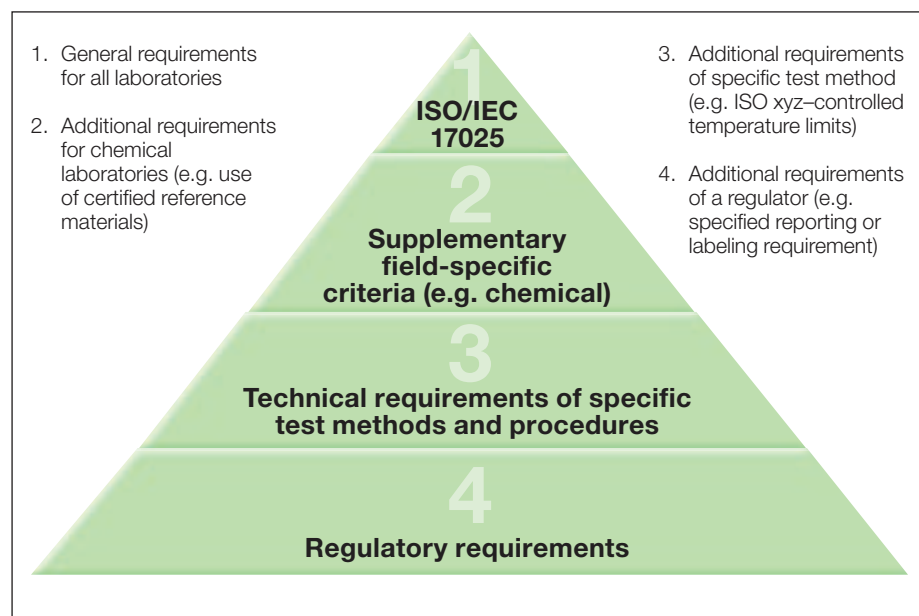 1. General requirements
for all laboratories
2. Additional requirements
for chemical
laboratories (e.g. use
of certified reference
materials)
3. Additional requirements
of specific test method
(e.g. ISO xyz–controlled
temperature limits)
4. Additional requirements
of a regulator (e.g.
specified reporting or
labeling requirement)
1
ISO/IEC
17025
2
Supplementary
field-specific
criteria (e.g. chemical)
3
Technical requirements of specific
test methods and procedures
4
Regulatory requirements